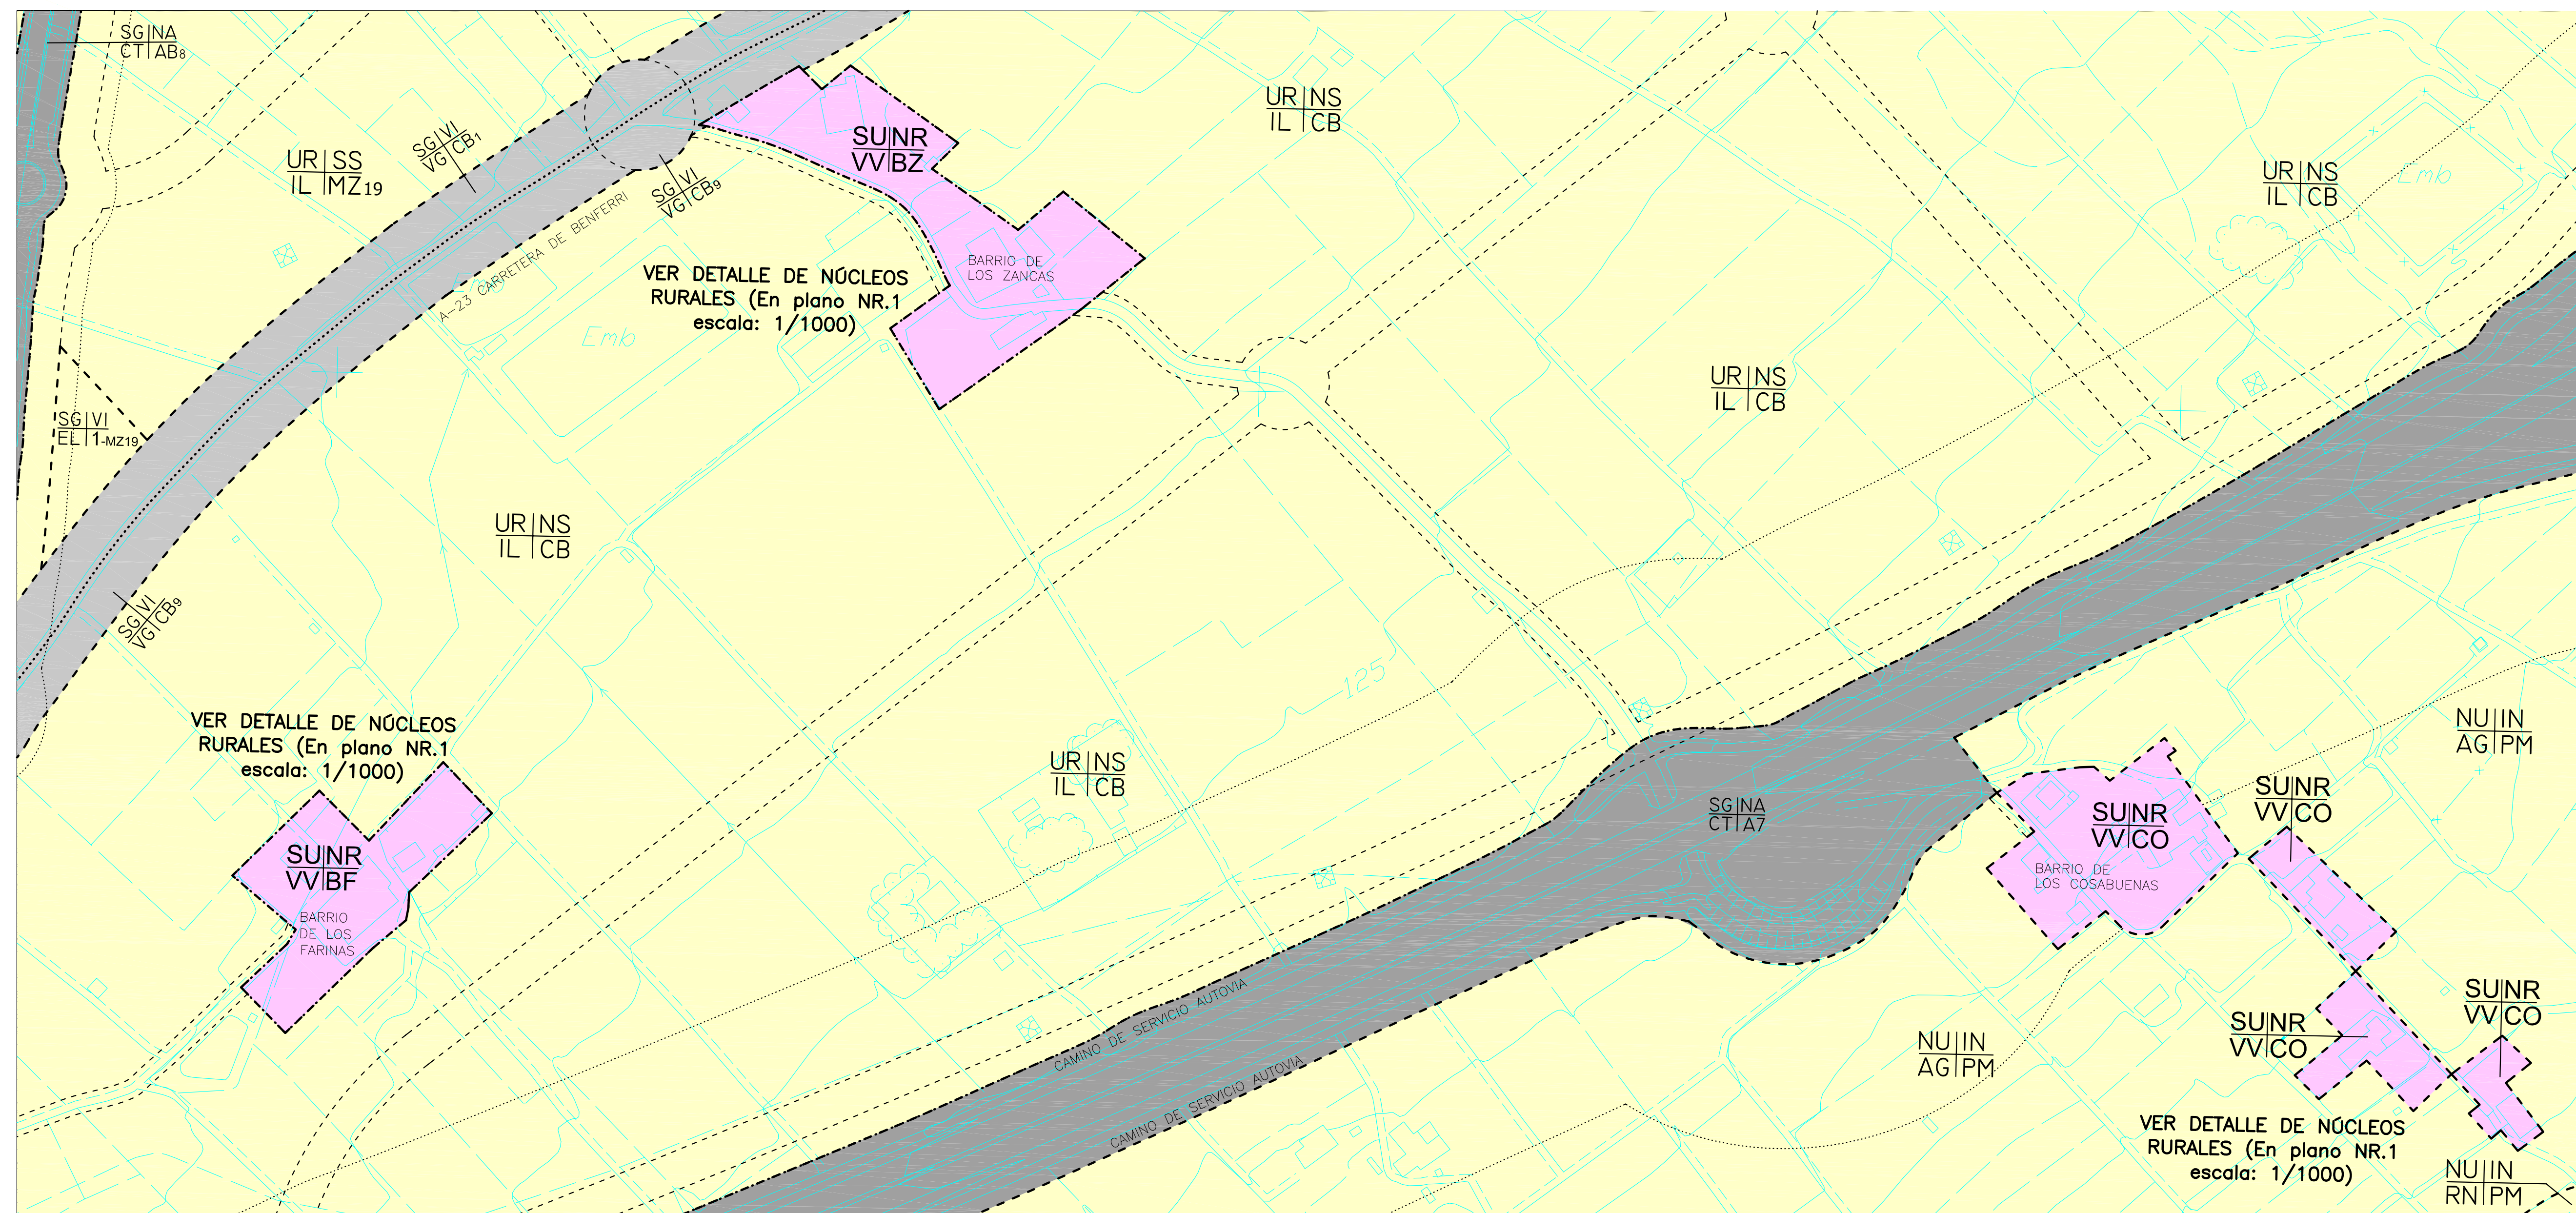 SG|NA
CT|AB8
UR|SS
IL|MZ19
SG|VI
VG|CB1
SG|VI
VG|CB9
A-23 CARRETERA DE BENFERRI
SU|NR
VV|BZ
UR|NS
IL|CB
UR|NS
IL|CB
Emb
VER DETALLE DE NÚCLEOS
RURALES (En plano NR.1
escala: 1/1000)
BARRIO DE
LOS ZANCAS
Emb
UR|NS
IL|CB
SG|VI
EL|1-MZ19
UR|NS
IL|CB
SG|VI
VG|CB9
125
VER DETALLE DE NÚCLEOS
RURALES (En plano NR.1
escala: 1/1000)
UR|NS
IL|CB
SG|NA
CT|A7
NU|IN
AG|PM
SU|NR
VV|BF
BARRIO
DE LOS
FARINAS
SU|NR
VV|CO
BARRIO DE
LOS COSABUENAS
SU|NR
VV|CO
CAMINO DE SERVICIO AUTOVIA
CAMINO DE SERVICIO AUTOVIA
NU|IN
AG|PM
SU|NR
VV|CO
SU|NR
VV|CO
VER DETALLE DE NÚCLEOS
RURALES (En plano NR.1
escala: 1/1000)
NU|IN
RN|PM